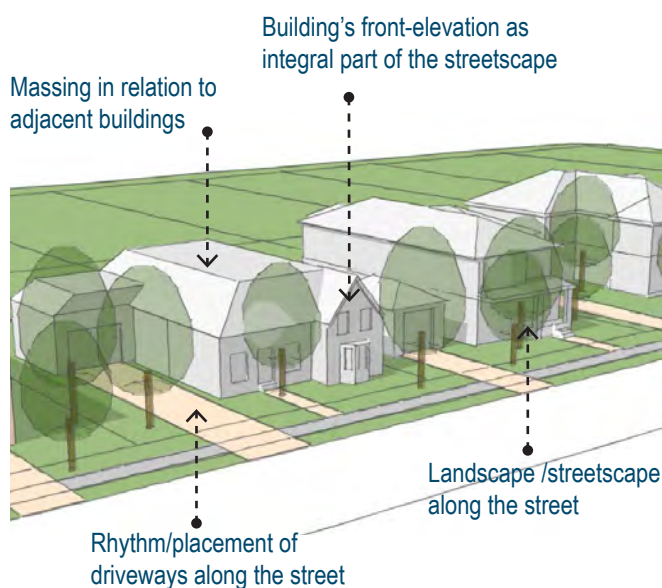 Building's front-elevation as
integral part of the streetscape
Massing in relation to
adjacent buildings
Landscape /streetscape
along the street
Rhythm/placement of
driveways along the street